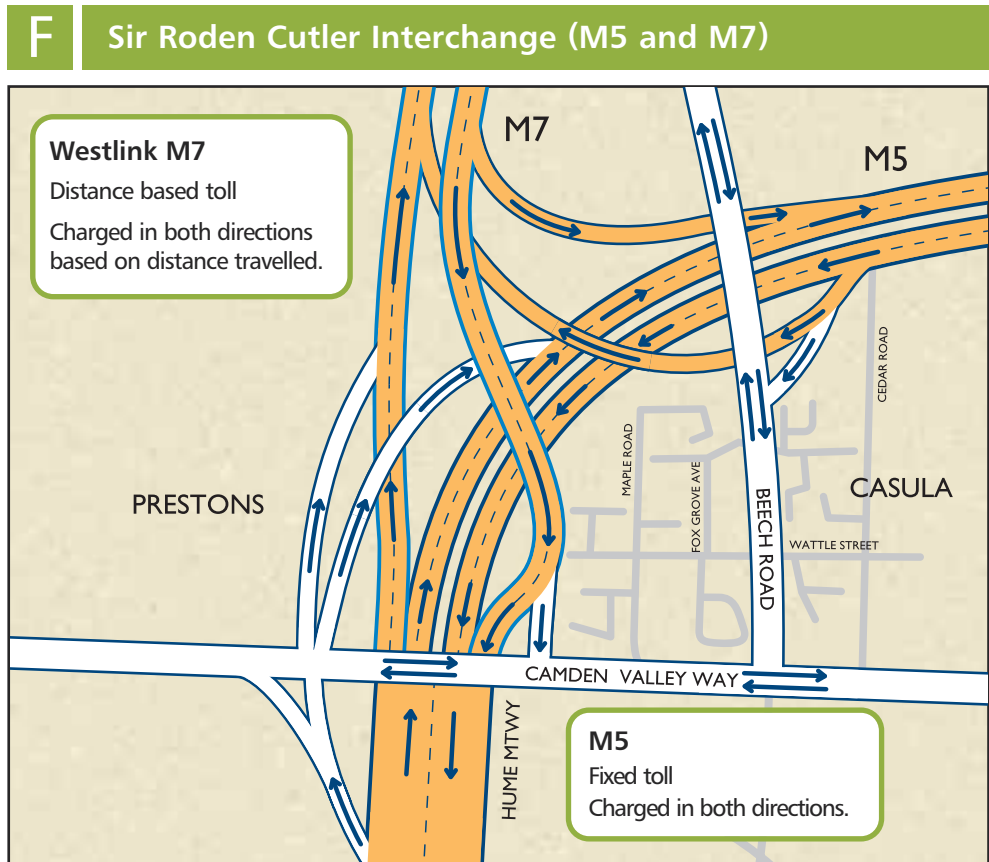 F
Sir Roden Cutler Interchange (M5 and M7)
Westlink M7
Distance based toll
Charged in both directions
based on distance travelled.
M7
M5
CEDAR ROAD
MAPLE ROAD
FOX GROVE AVE
PRESTONS
CASULA
BEECH ROAD
WATTLE STREET
CAMDEN VALLEY WAY
HUME MTWY
M5
Fixed toll
Charged in both directions.